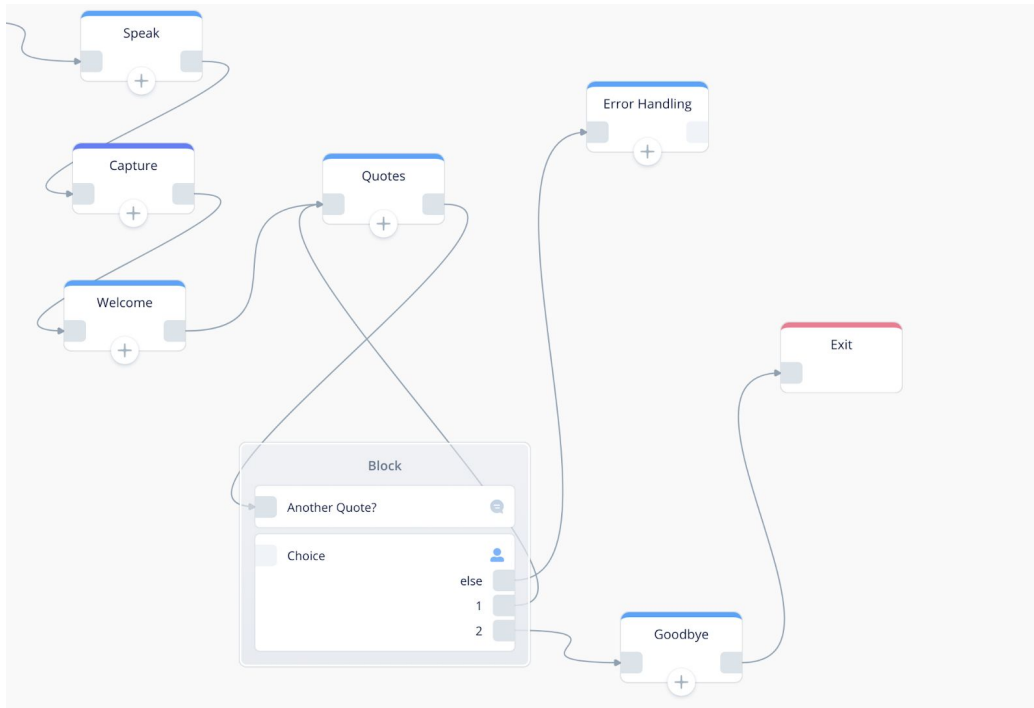 Speak
Capture
Welcome
Quotes
Error Handling
Exit
Block
Another Quote?
Choice
else
1
2
Goodbye